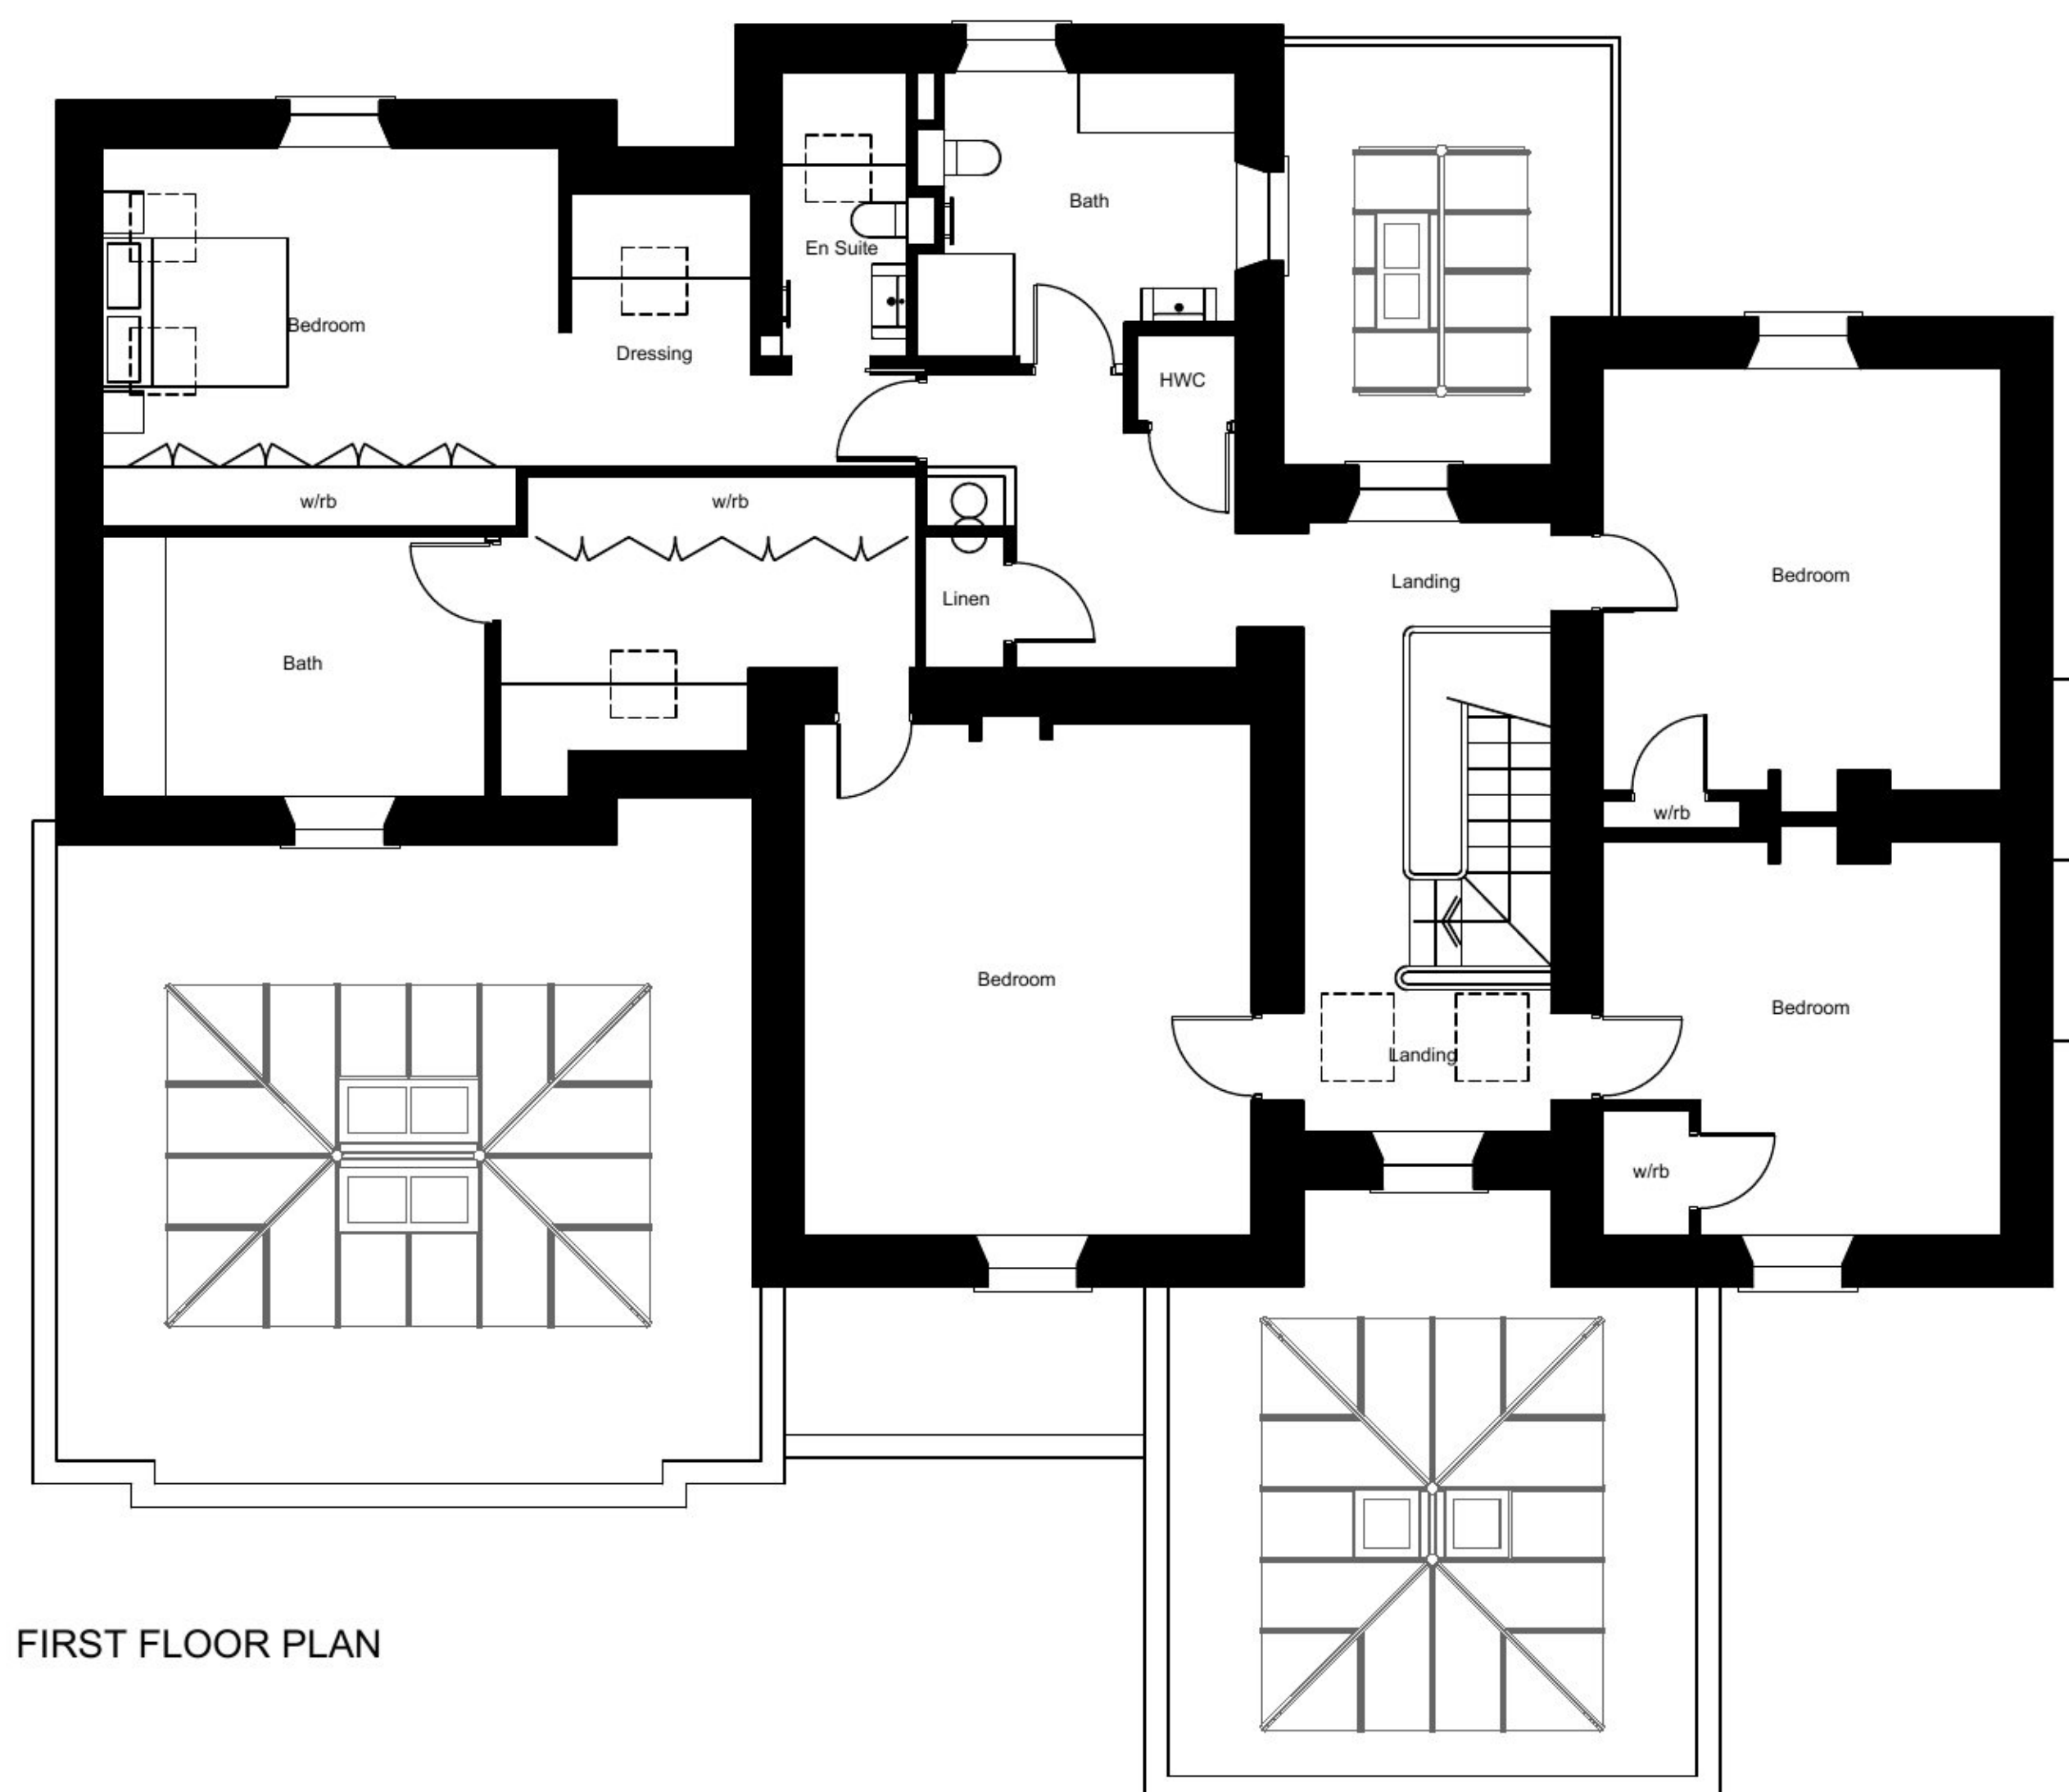 Bath
En Suite
Bedroom
Dressing
HWC
w/rb
w/rb
Bedroom
Landing
Linen
Bath
w/rb
Bedroom
Bedroom
Landing
w/rb
FIRST FLOOR PLAN